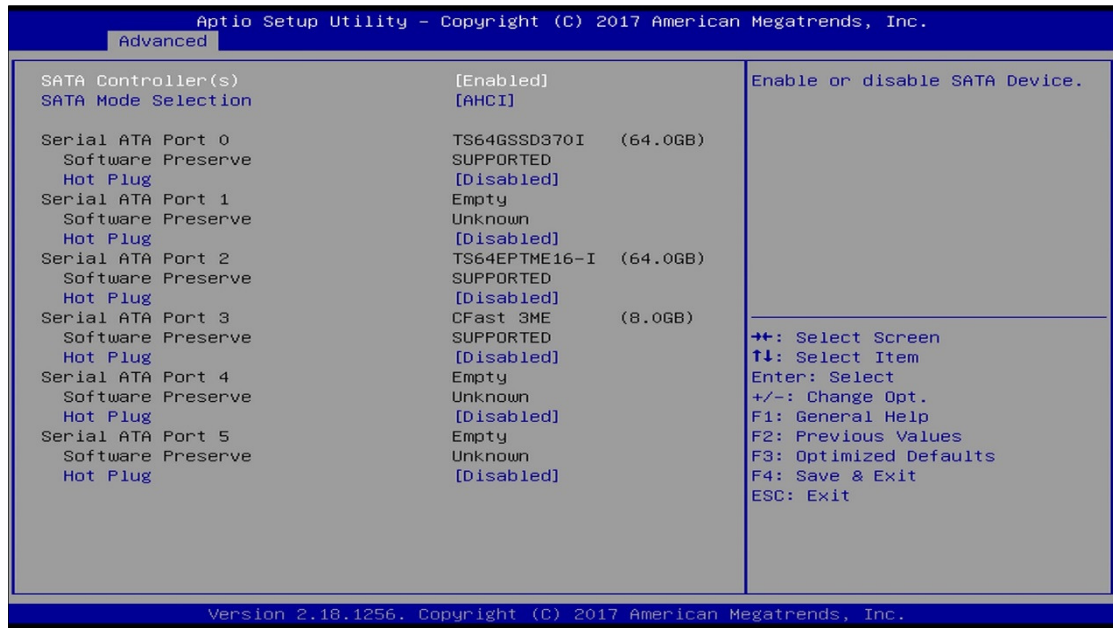 Aptio Setup Utility – Copyright (C) 2017 American Megatrends, Inc.
Advanced
SATA Controller(s) [Enabled]
SATA Mode Selection [AHCI]
Serial ATA Port 0 TS64GSSD370I (64.0GB)
Software Preserve SUPPORTED
Hot Plug [Disabled]
Serial ATA Port 1 Empty
Software Preserve Unknown
Hot Plug [Disabled]
Serial ATA Port 2 TS64EPTME16-I (64.0GB)
Software Preserve SUPPORTED
Hot Plug [Disabled]
Serial ATA Port 3 CFast 3ME (8.0GB)
Software Preserve SUPPORTED
Hot Plug [Disabled]
Serial ATA Port 4 Empty
Software Preserve Unknown
Hot Plug [Disabled]
Serial ATA Port 5 Empty
Software Preserve Unknown
Hot Plug [Disabled]
Enable or disable SATA Device.
→←: Select Screen
↑↓: Select Item
Enter: Select
+/-: Change Opt.
F1: General Help
F2: Previous Values
F3: Optimized Defaults
F4: Save & Exit
ESC: Exit
Version 2.18.1256. Copyright (C) 2017 American Megatrends, Inc.